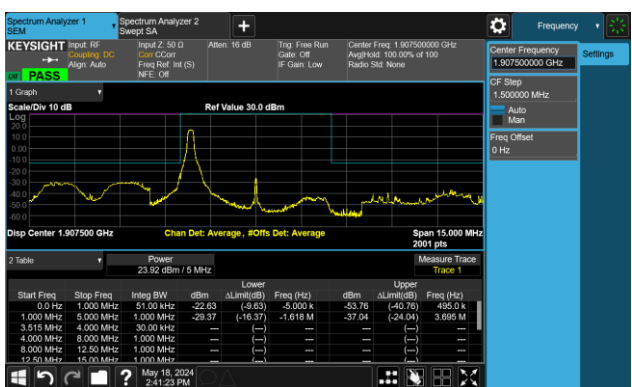 Spectrum Analyzer 1
SEM
Spectrum Analyzer 2
Swept SA
Frequency
KEYSIGHT
Input: RF
Coupling: DC
Align: Auto
Input Z: 50 Ω
Corr CCorr
Freq Ref: Int (S)
NFE: Off
Atten: 16 dB
Trig: Free Run
Gate: Off
IF Gain: Low
Center Freq: 1.907500000 GHz
Avg|Hold: 100.00% of 100
Radio Std: None
PASS
Center Frequency
1.907500000 GHz
Settings
CF Step
1.500000 MHz
Auto
Man
Freq Offset
0 Hz
1 Graph
Scale/Div 10 dB
Ref Value 30.0 dBm
Log
20.0
10.0
0.00
-10.0
-20.0
-30.0
-40.0
-50.0
-60.0
Disp Center 1.907500 GHz
Chan Det: Average , #Offs Det: Average
Span 15.000 MHz
2001 pts
2 Table
Power
23.92 dBm / 5 MHz
Measure Trace
Trace 1
Lower Upper
Start Freq Stop Freq Integ BW dBm ΔLimit(dB) Freq (Hz) dBm ΔLimit(dB) Freq (Hz)
0.0 Hz 1.000 MHz 51.00 kHz -22.63 (-9.63) -5.000 k -53.76 (-40.76) 495.0 k
1.000 MHz 5.000 MHz 1.000 MHz -29.37 (-16.37) -1.618 M -37.04 (-24.04) 3.695 M
3.515 MHz 4.000 MHz 30.00 kHz --- (---) --- --- (---) ---
4.000 MHz 8.000 MHz 1.000 MHz --- (---) --- --- (---) ---
8.000 MHz 12.50 MHz 1.000 MHz --- (---) --- --- (---) ---
12.50 MHz 15.00 MHz 1.000 MHz --- (---) --- --- (---) ---
May 18, 2024
2:41:23 PM